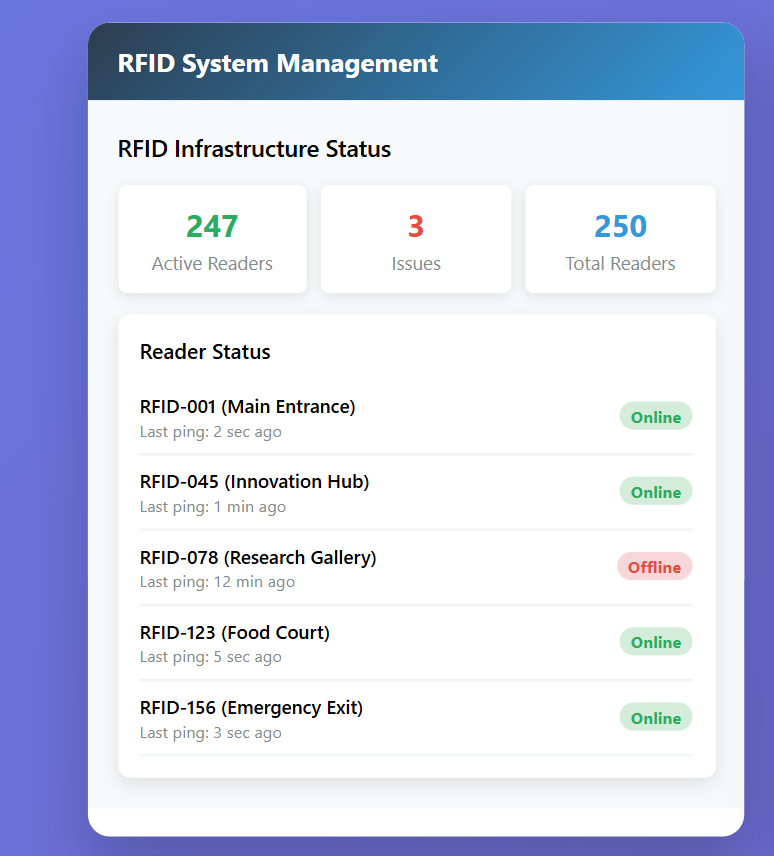 RFID System Management
RFID Infrastructure Status
247
Active Readers
3
Issues
250
Total Readers
Reader Status
RFID-001 (Main Entrance)
Last ping: 2 sec ago
Online
RFID-045 (Innovation Hub)
Last ping: 1 min ago
Online
RFID-078 (Research Gallery)
Last ping: 12 min ago
Offline
RFID-123 (Food Court)
Last ping: 5 sec ago
Online
RFID-156 (Emergency Exit)
Last ping: 3 sec ago
Online